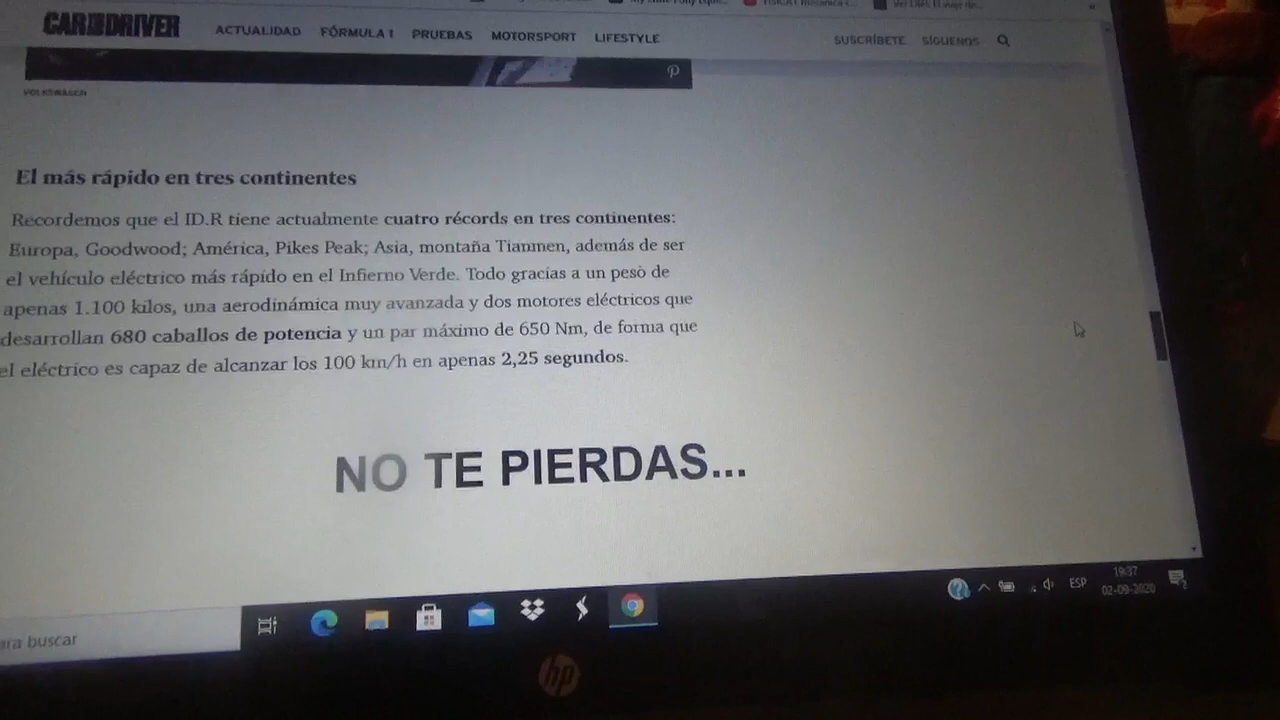 CAR AND DRIVER
ACTUALIDAD FÓRMULA 1 PRUEBAS MOTORSPORT LIFESTYLE SUSCRÍBETE SÍGUENOS
VOLKSWAGEN
El más rápido en tres continentes
Recordemos que el ID.R tiene actualmente cuatro récords en tres continentes:
Europa, Goodwood; América, Pikes Peak; Asia, montaña Tianmen, además de ser
el vehículo eléctrico más rápido en el Infierno Verde. Todo gracias a un peso de
apenas 1.100 kilos, una aerodinámica muy avanzada y dos motores eléctricos que
desarrollan 680 caballos de potencia y un par máximo de 650 Nm, de forma que
el eléctrico es capaz de alcanzar los 100 km/h en apenas 2,25 segundos.
NO TE PIERDAS...
ara buscar
ESP
19:37
02-09-2020
hp